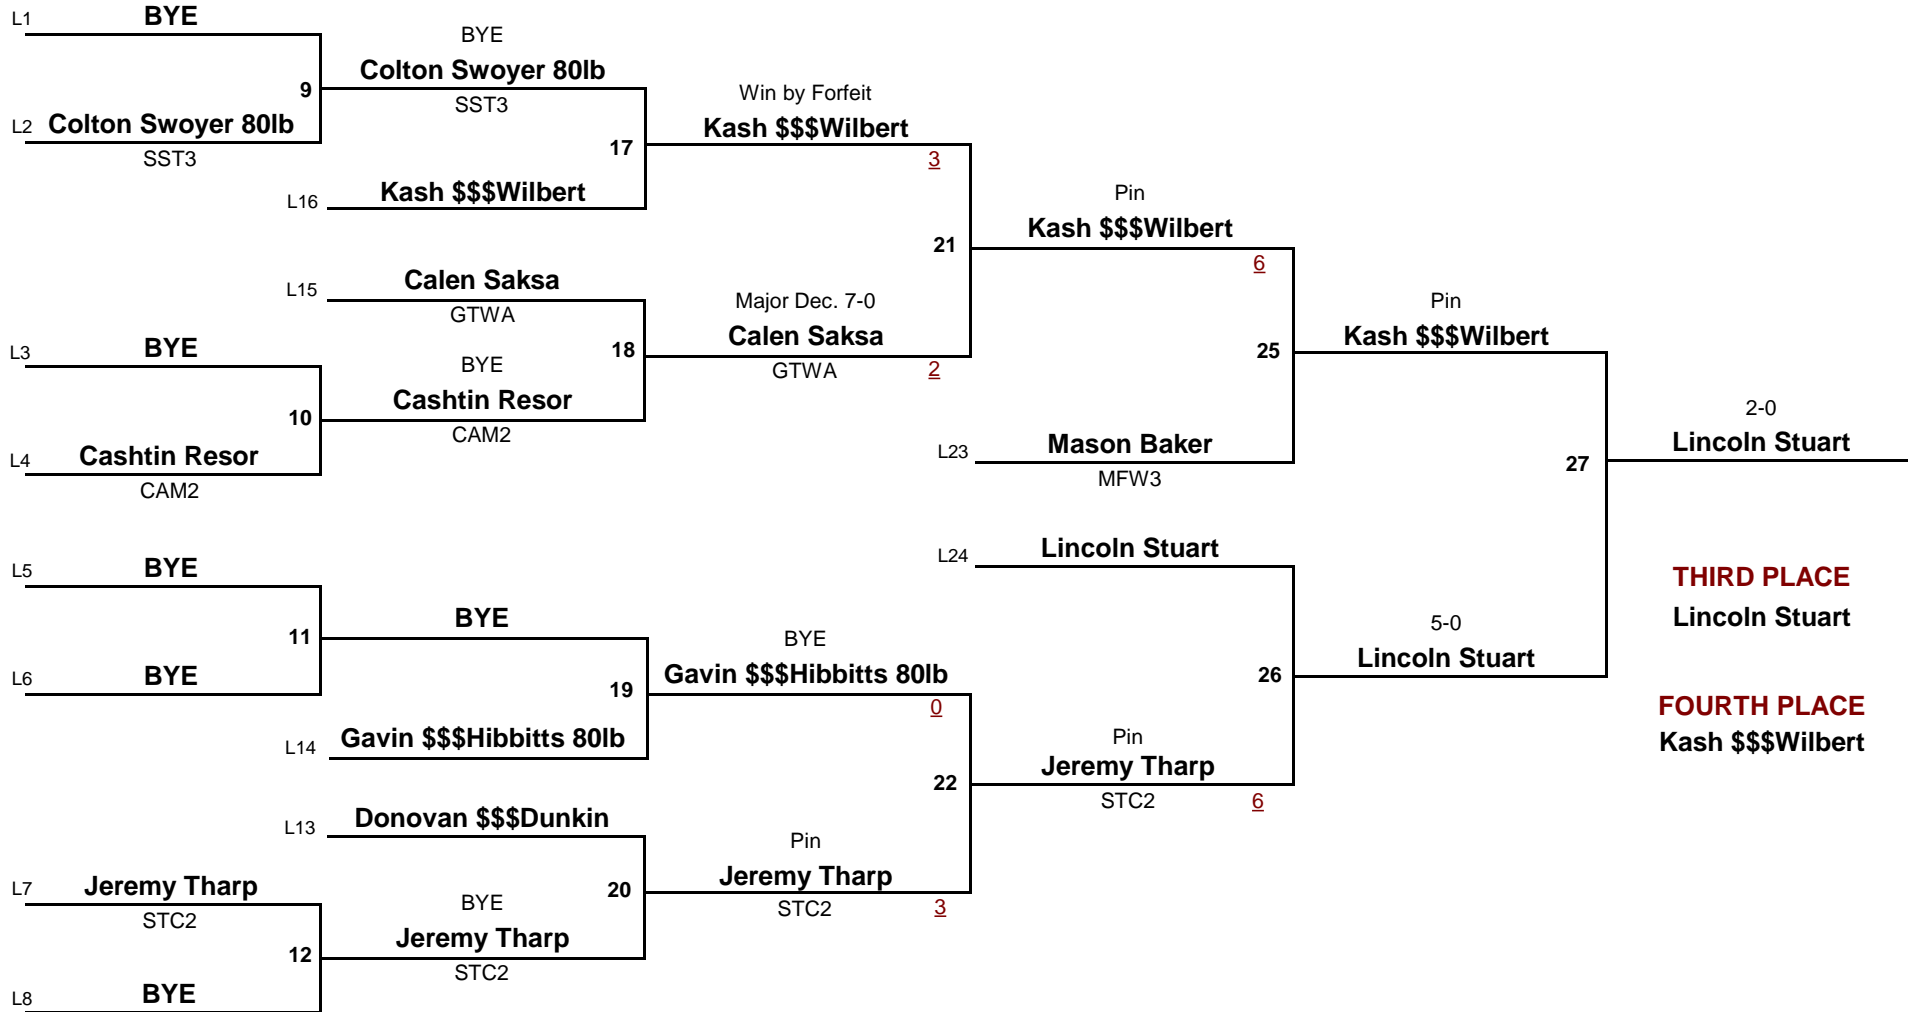 L1 BYE
L2 Colton Swoyer 80lb
SST3
9
BYE
Colton Swoyer 80lb
SST3
L16 Kash $$$Wilbert
17
Win by Forfeit
Kash $$$Wilbert
3
L15 Calen Saksa
GTWA
L3 BYE
L4 Cashtin Resor
CAM2
10
BYE
Cashtin Resor
CAM2
18
Major Dec. 7-0
Calen Saksa
GTWA
2
21
Pin
Kash $$$Wilbert
6
L23 Mason Baker
MFW3
25
Pin
Kash $$$Wilbert
L5 BYE
L6 BYE
11
BYE
L14 Gavin $$$Hibbitts 80lb
19
BYE
Gavin $$$Hibbitts 80lb
0
L13 Donovan $$$Dunkin
L7 Jeremy Tharp
STC2
L8 BYE
12
BYE
Jeremy Tharp
STC2
20
Pin
Jeremy Tharp
STC2
3
22
Pin
Jeremy Tharp
STC2
6
L24 Lincoln Stuart
26
5-0
Lincoln Stuart
27
2-0
Lincoln Stuart
THIRD PLACE
Lincoln Stuart
FOURTH PLACE
Kash $$$Wilbert